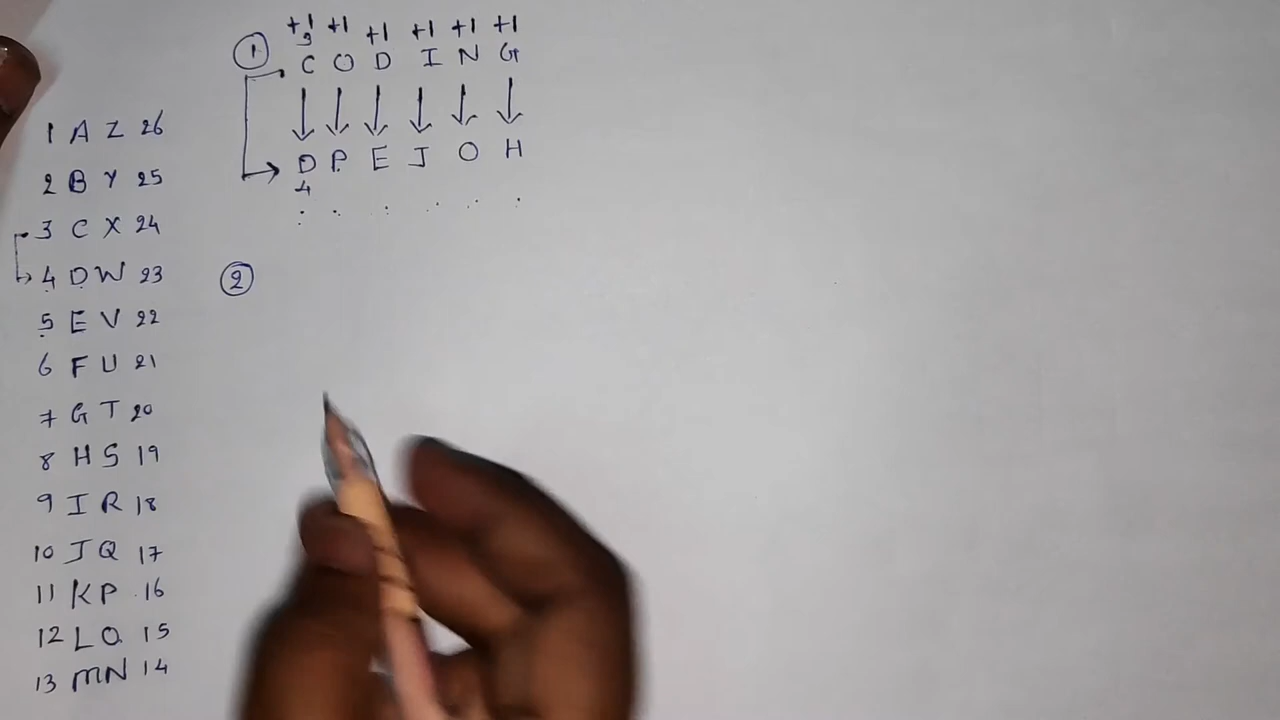 +1 +1 +1 +1 +1 +1
3
① C O D I N G
D P E J O H
4
②
1 A Z 26
2 B Y 25
3 C X 24
4 D W 23
5 E V 22
6 F U 21
7 G T 20
8 H S 19
9 I R 18
10 J Q 17
11 K P 16
12 L O 15
13 M N 14